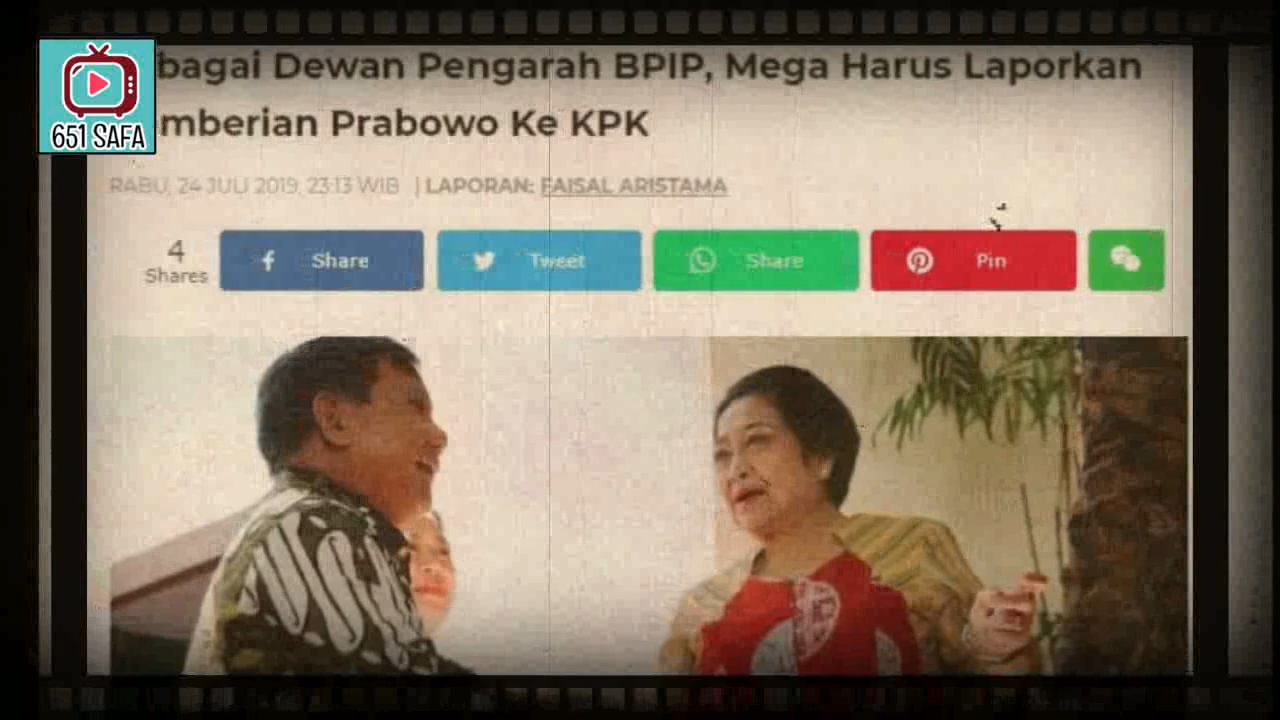 651 SAFA
bagai Dewan Pengarah BPIP, Mega Harus Laporkan
mberian Prabowo Ke KPK
RABU, 24 JULI 2019, 23:13 WIB | LAPORAN: FAISAL ARISTAMA
4
Shares
Share
Tweet
Share
Pin